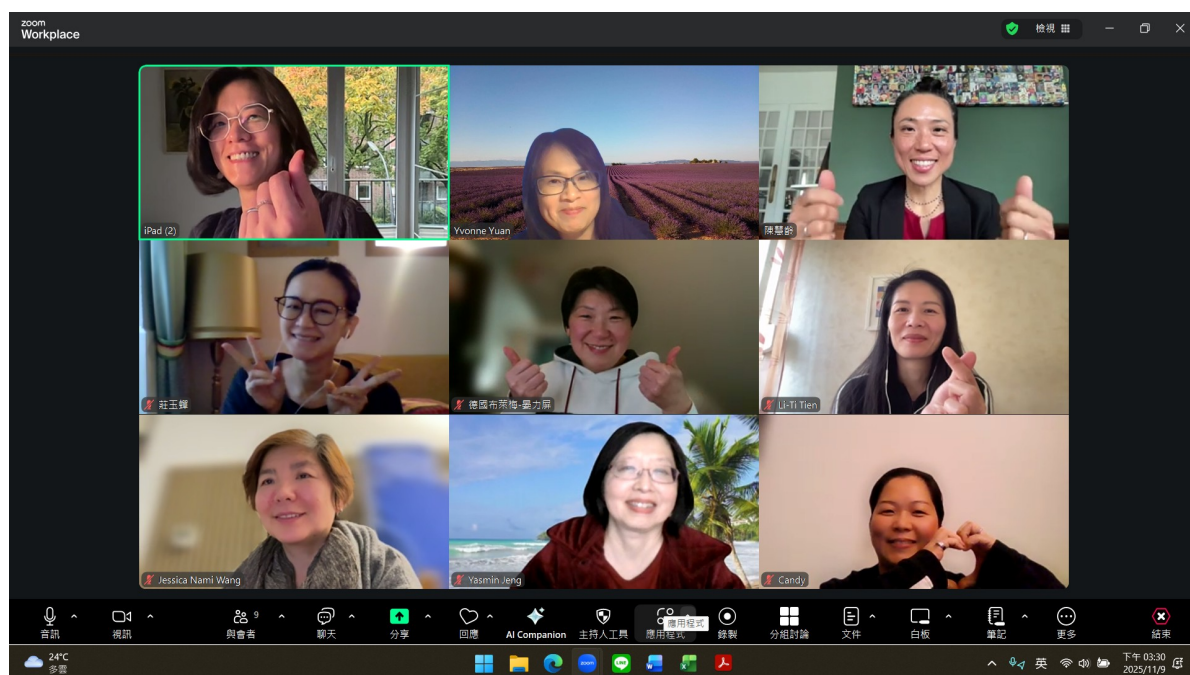 zoom
Workplace
檢視
iPad (2)
Yvonne Yuan
陳慧齡
莊玉蟬
德國布萊梅-晏力屏
Li-Ti Tien
Jessica Nami Wang
Yasmin Jeng
Candy
9
音訊
視訊
與會者
聊天
分享
回應
AI Companion
主持人工具
應用程式
應用程式
錄製
分組討論
文件
白板
筆記
更多
結束
24°C
多雲
zoom
LINE
英
下午 03:30
2025/11/9